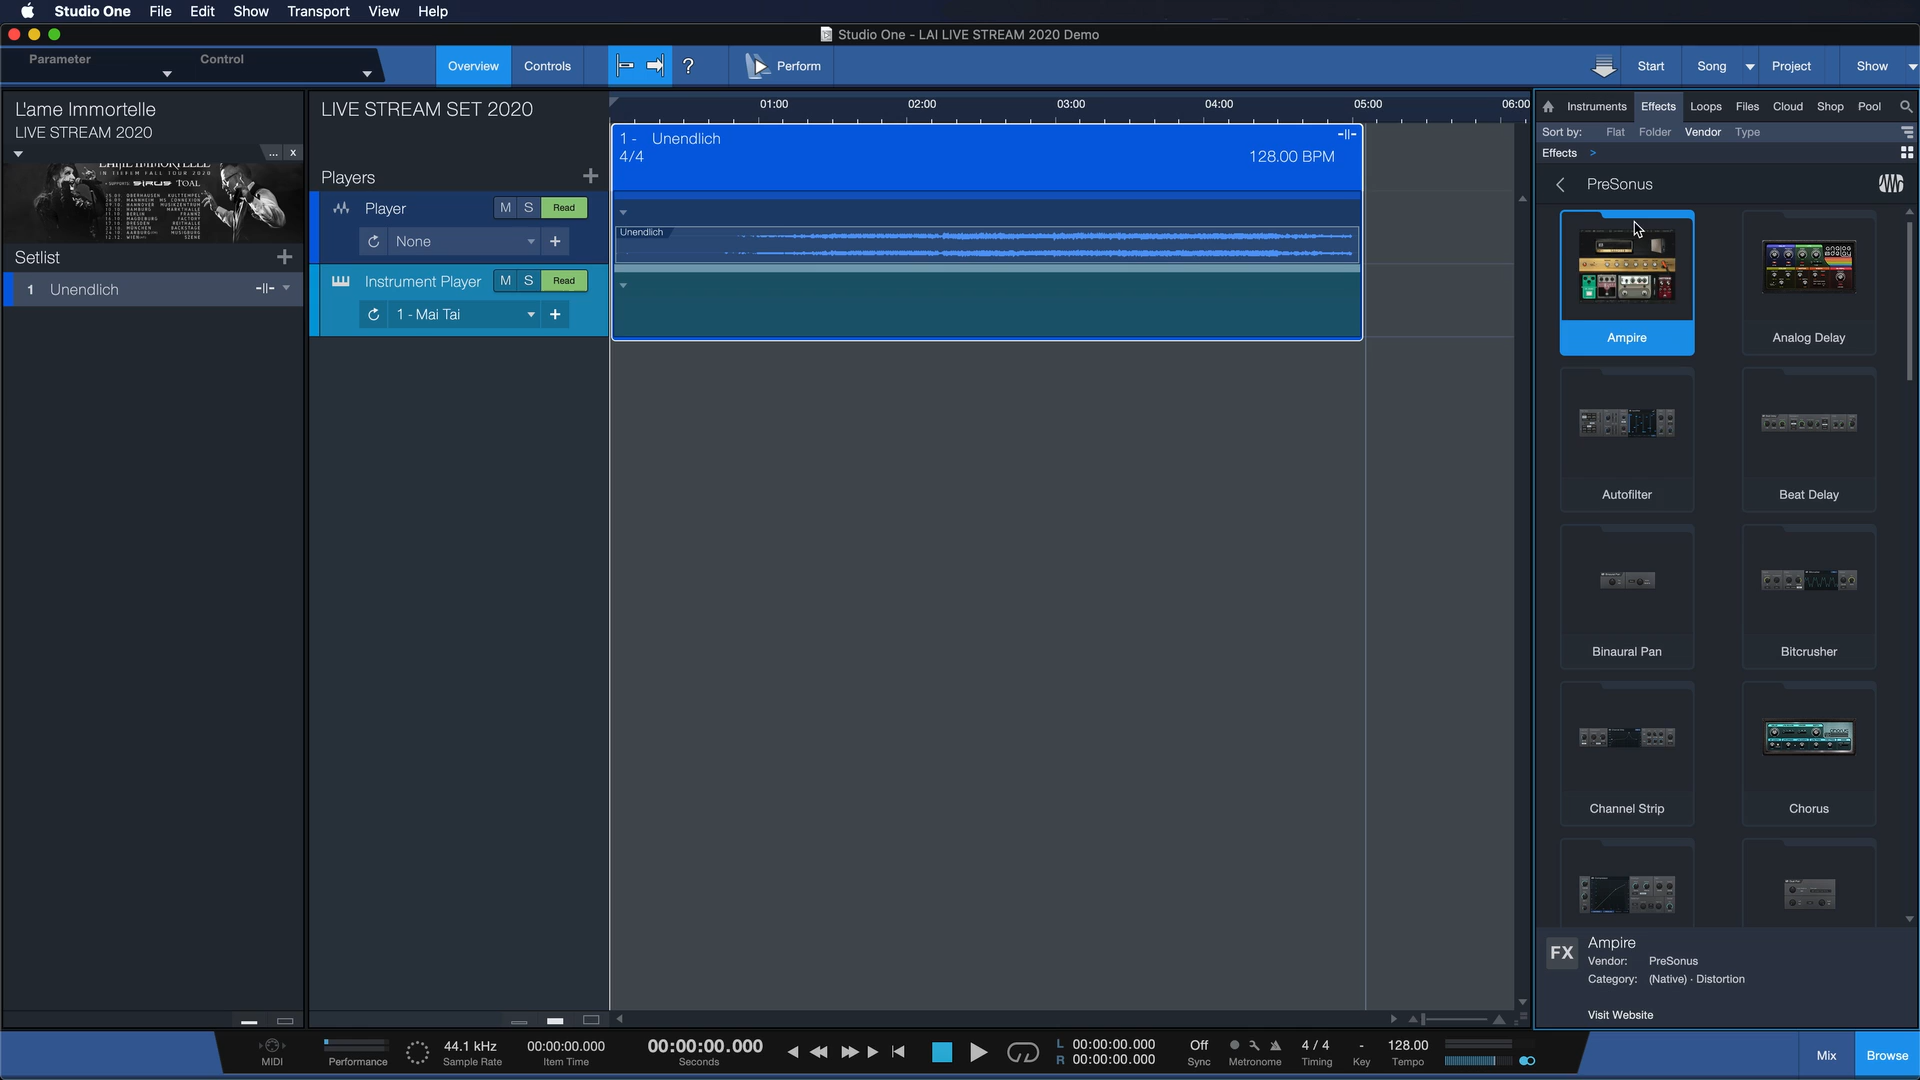 Studio One File Edit Show Transport View Help
Studio One - LAI LIVE STREAM 2020 Demo
Parameter Control
Overview Controls ? Perform Start Song Project Show
L'ame Immortelle
LIVE STREAM 2020
... x
IN TIEFEM FALL TOUR 2020
Setlist
1 Unendlich
LIVE STREAM SET 2020
Players
Player M S Read
None
Instrument Player M S Read
1 - Mai Tai
01:00 02:00 03:00 04:00 05:00 06:00
1 - Unendlich
4/4 128.00 BPM
Unendlich
Instruments Effects Loops Files Cloud Shop Pool
Sort by: Flat Folder Vendor Type
Effects >
PreSonus
Ampire Analog Delay
Autofilter Beat Delay
Binaural Pan Bitcrusher
Channel Strip Chorus
FX Ampire
Vendor: PreSonus
Category: (Native) · Distortion
Visit Website
MIDI
Performance
44.1 kHz
Sample Rate
00:00:00.000
Item Time
00:00:00.000
Seconds
L 00:00:00.000
R 00:00:00.000
Off
Sync
Metronome
4 / 4
Timing
-
Key
128.00
Tempo
Mix Browse